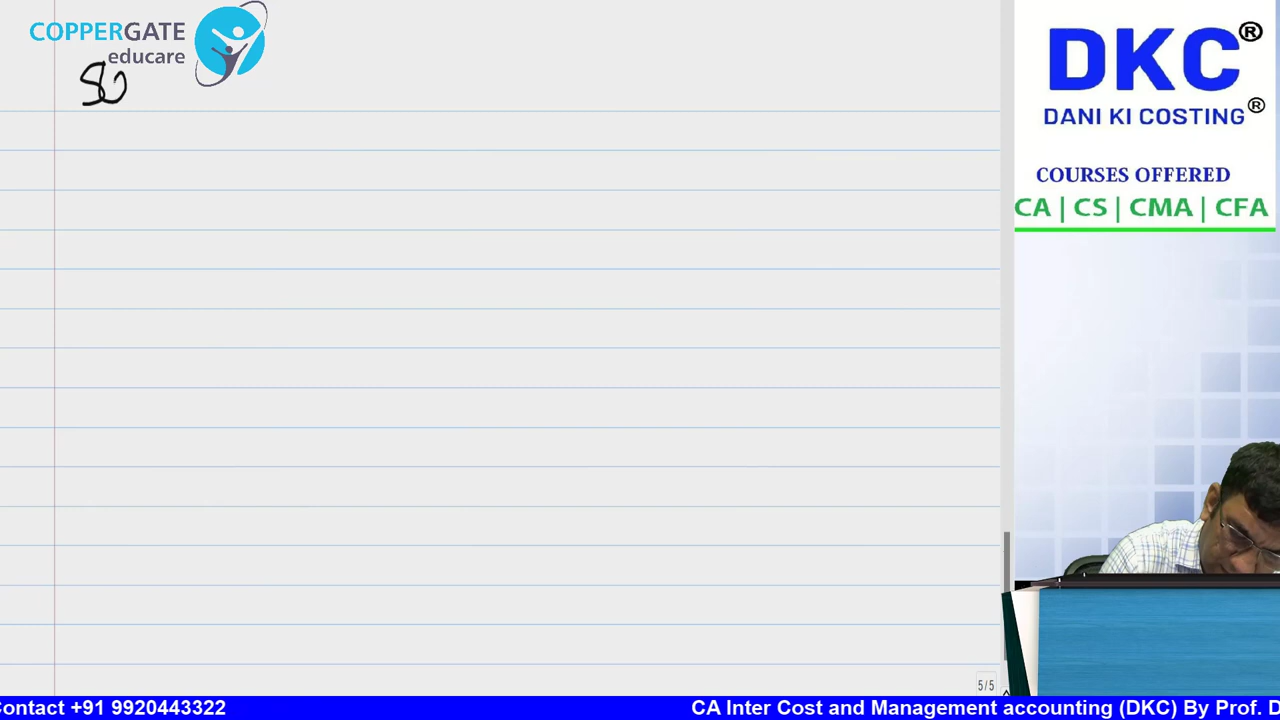 COPPERGATE
educare
So
DKC®
DANI KI COSTING®
COURSES OFFERED
CA | CS | CMA | CFA
5/5
Contact +91 9920443322 CA Inter Cost and Management accounting (DKC) By Prof. D